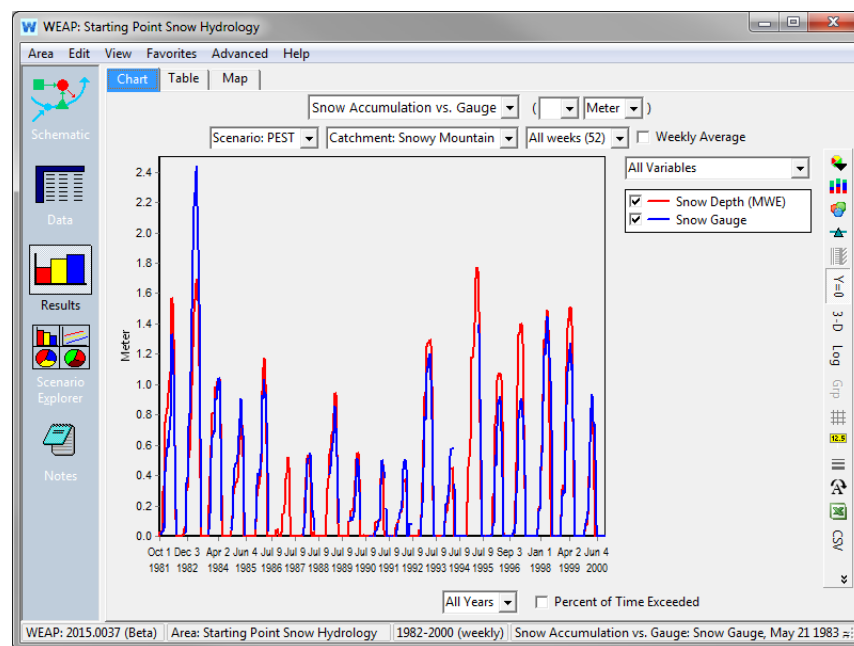 WEAP: Starting Point Snow Hydrology
Area Edit View Favorites Advanced Help
Chart Table Map
Schematic
Data
Results
Scenario
Explorer
Notes
Snow Accumulation vs. Gauge ( Meter )
Scenario: PEST Catchment: Snowy Mountain All weeks (52) Weekly Average
All Variables
Snow Depth (MWE)
Snow Gauge
Meter
2.4
2.2
2.0
1.8
1.6
1.4
1.2
1.0
0.8
0.6
0.4
0.2
0.0
Oct 1 Dec 3 Apr 2 Jun 4 Jul 9 Jul 9 Jul 9 Jul 9 Jul 9 Jul 9 Jul 9 Jul 9 Jul 9 Sep 3 Jan 1 Apr 2 Jun 4
1981 1982 1984 1985 1986 1987 1988 1989 1990 1991 1992 1993 1994 1995 1996 1998 1999 2000
All Years Percent of Time Exceeded
Y=0
3-D
Log
Grp
12.5
CSV
WEAP: 2015.0037 (Beta) Area: Starting Point Snow Hydrology 1982-2000 (weekly) Snow Accumulation vs. Gauge: Snow Gauge, May 21 1983